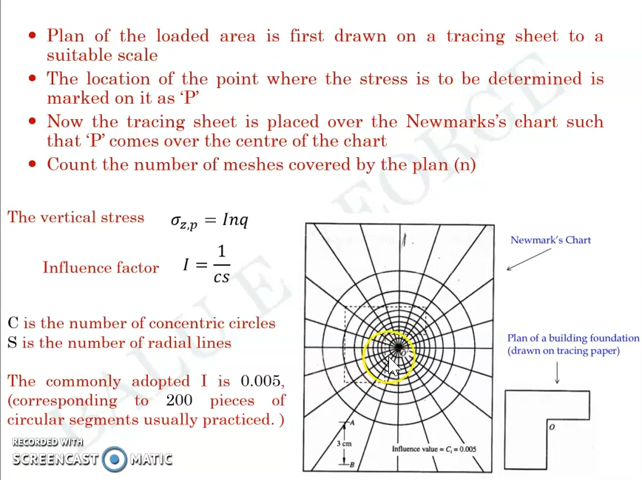 • Plan of the loaded area is first drawn on a tracing sheet to a
suitable scale
• The location of the point where the stress is to be determined is
marked on it as 'P'
• Now the tracing sheet is placed over the Newmarks's chart such
that 'P' comes over the centre of the chart
• Count the number of meshes covered by the plan (n)
The vertical stress σz,p = Inq
Influence factor I = 1/cs
C is the number of concentric circles
S is the number of radial lines
The commonly adopted I is 0.005,
(corresponding to 200 pieces of
circular segments usually practiced. )
Newmark's Chart
Plan of a building foundation
(drawn on tracing paper)
O
A
3 cm
B
Influence value = Ci = 0.005
RECORDED WITH
SCREENCAST MATIC